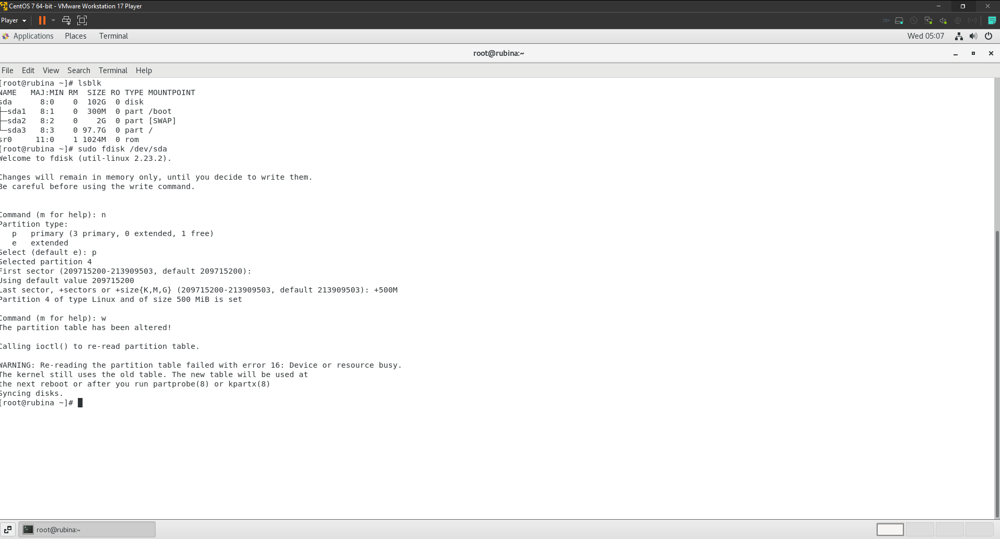 CentOS 7 64-bit - VMware Workstation 17 Player
Player
Applications Places Terminal Wed 05:07
root@rubina:~
File Edit View Search Terminal Help
[root@rubina ~]# lsblk
NAME   MAJ:MIN RM  SIZE RO TYPE MOUNTPOINT
sda      8:0    0  102G  0 disk
├─sda1   8:1    0  300M  0 part /boot
├─sda2   8:2    0    2G  0 part [SWAP]
└─sda3   8:3    0 97.7G  0 part /
sr0     11:0    1 1024M  0 rom
[root@rubina ~]# sudo fdisk /dev/sda
Welcome to fdisk (util-linux 2.23.2).
Changes will remain in memory only, until you decide to write them.
Be careful before using the write command.
Command (m for help): n
Partition type:
   p   primary (3 primary, 0 extended, 1 free)
   e   extended
Select (default e): p
Selected partition 4
First sector (209715200-213909503, default 209715200):
Using default value 209715200
Last sector, +sectors or +size{K,M,G} (209715200-213909503, default 213909503): +500M
Partition 4 of type Linux and of size 500 MiB is set
Command (m for help): w
The partition table has been altered!
Calling ioctl() to re-read partition table.
WARNING: Re-reading the partition table failed with error 16: Device or resource busy.
The kernel still uses the old table. The new table will be used at
the next reboot or after you run partprobe(8) or kpartx(8)
Syncing disks.
[root@rubina ~]#
root@rubina:~